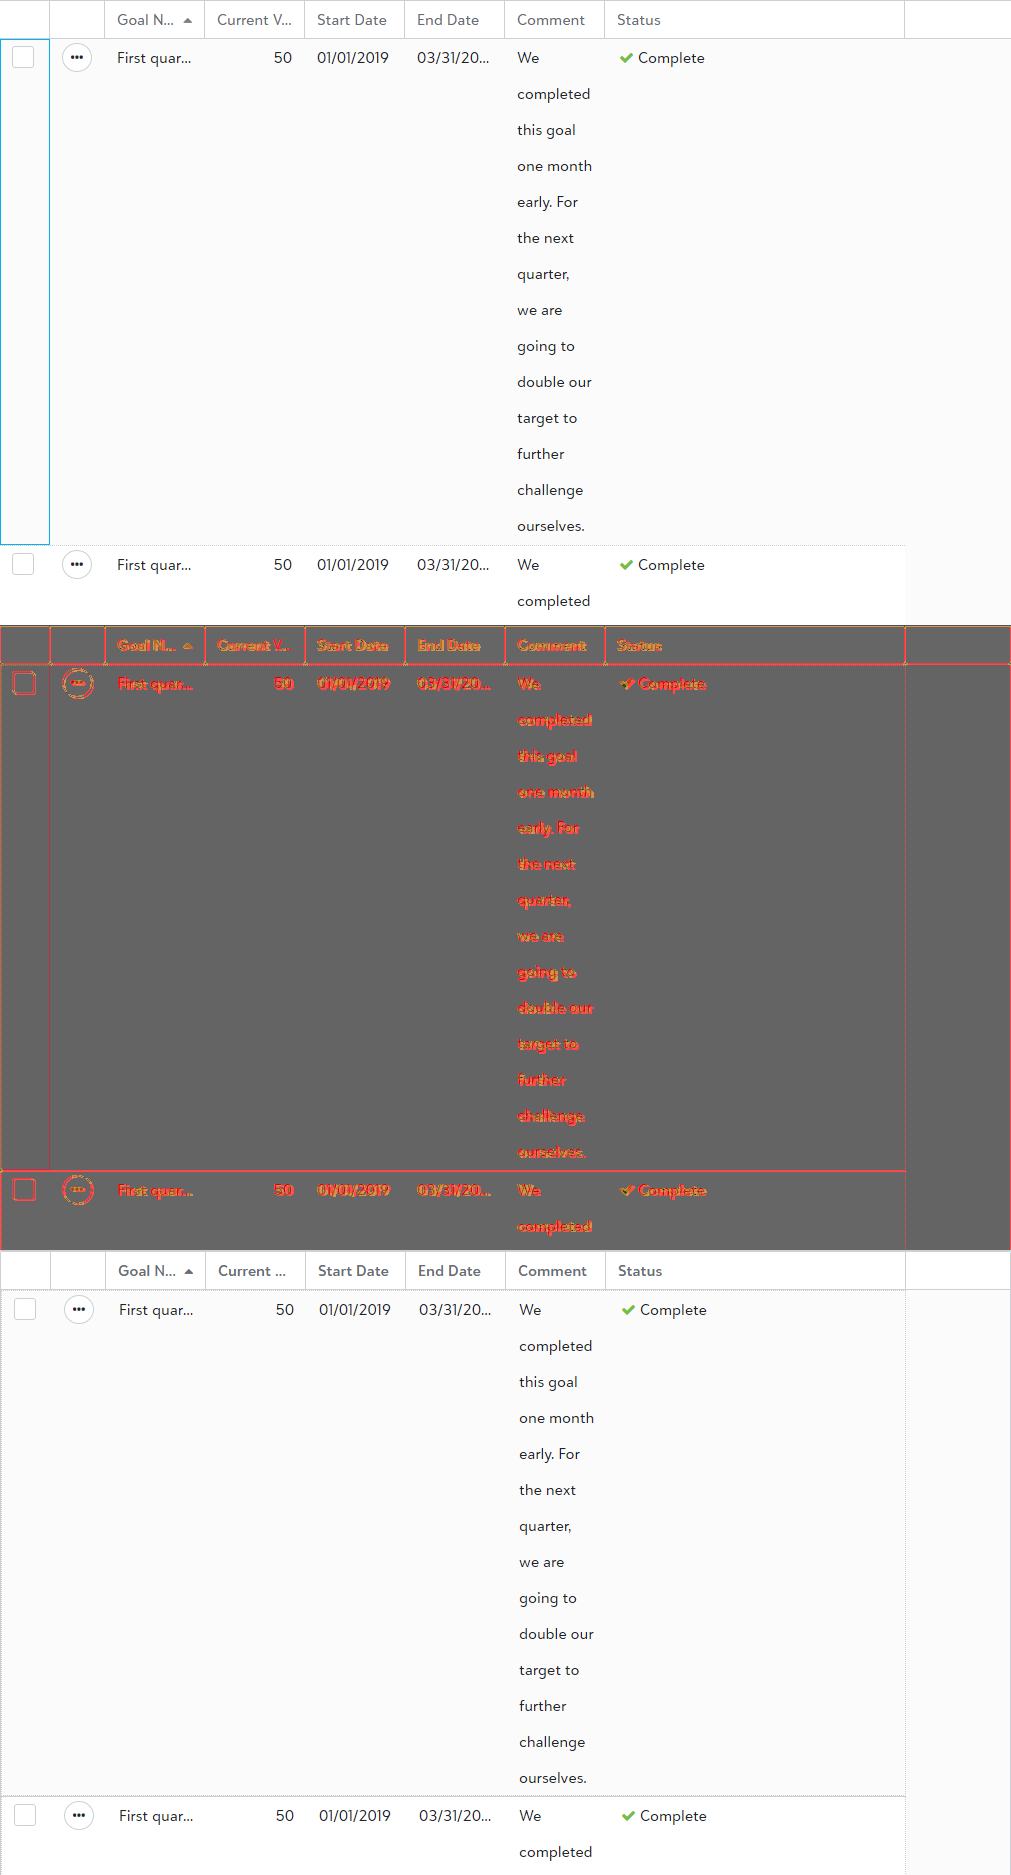 Goal N... Current V... Start Date End Date Comment Status
First quar... 50 01/01/2019 03/31/20... We Complete
completed
this goal
one month
early. For
the next
quarter,
we are
going to
double our
target to
further
challenge
ourselves.
First quar... 50 01/01/2019 03/31/20... We Complete
completed
Goal N... Current V... Start Date End Date Comment Status
First quar... 50 01/01/2019 03/31/20... We Complete
completed
this goal
one month
early. For
the next
quarter,
we are
going to
double our
target to
further
challenge
ourselves.
First quar... 50 01/01/2019 03/31/20... We Complete
completed
Goal N... Current ... Start Date End Date Comment Status
First quar... 50 01/01/2019 03/31/20... We Complete
completed
this goal
one month
early. For
the next
quarter,
we are
going to
double our
target to
further
challenge
ourselves.
First quar... 50 01/01/2019 03/31/20... We Complete
completed